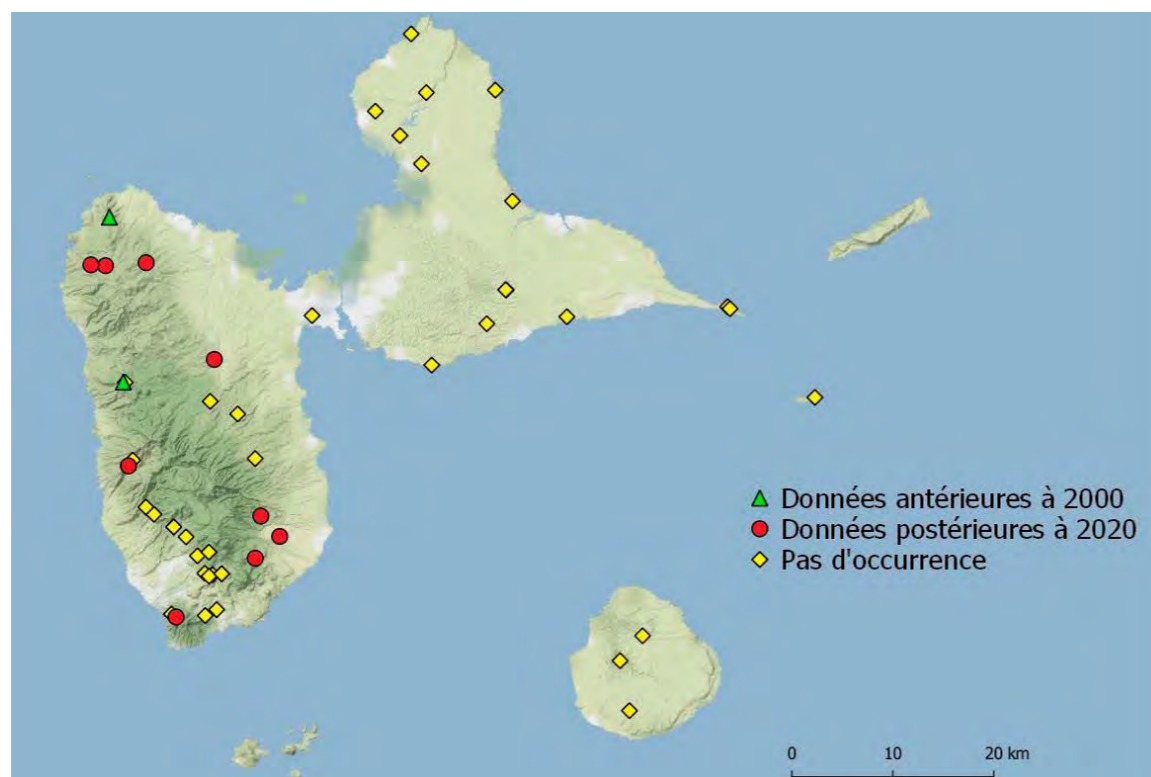 Données antérieures à 2000
Données postérieures à 2020
Pas d'occurrence
0 10 20 km